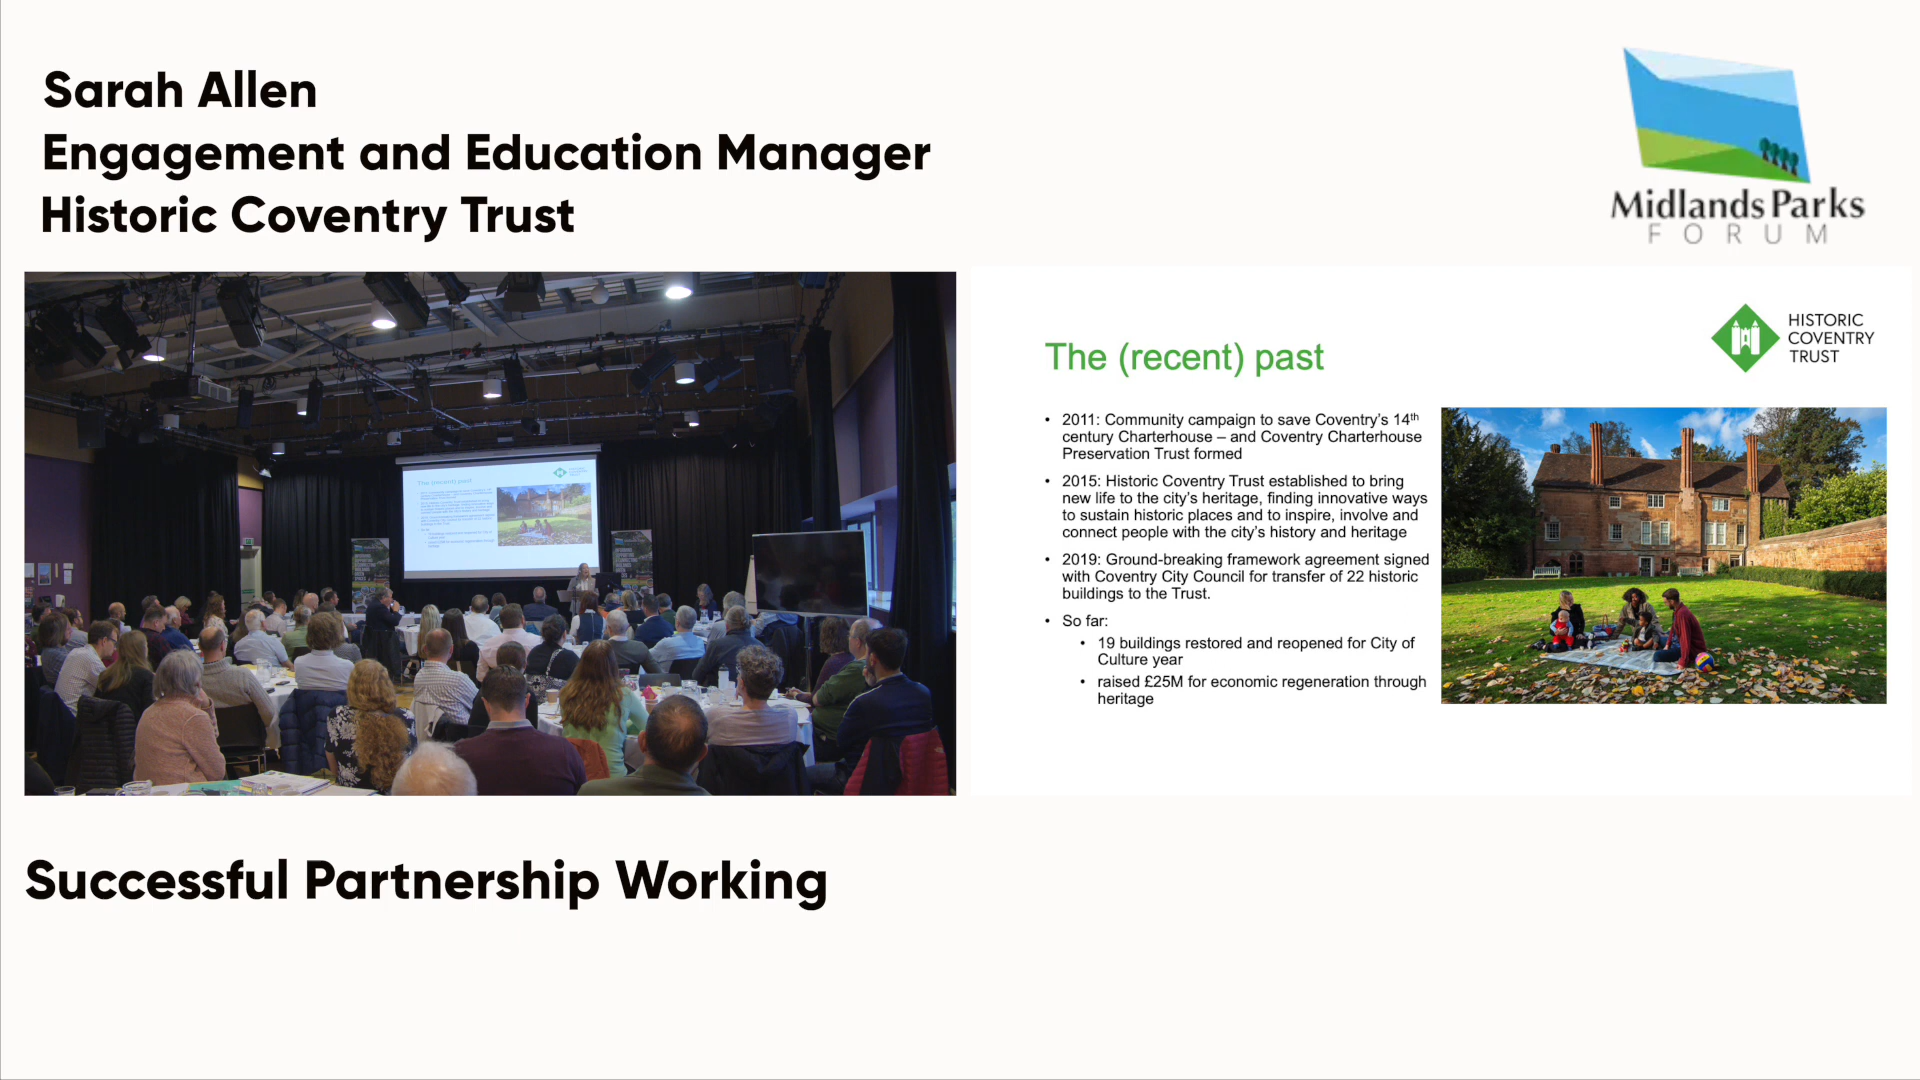 Sarah Allen
Engagement and Education Manager
Historic Coventry Trust
Midlands Parks
FORUM
HISTORIC
COVENTRY
TRUST
The (recent) past
• 2011: Community campaign to save Coventry’s 14th
century Charterhouse – and Coventry Charterhouse
Preservation Trust formed
• 2015: Historic Coventry Trust established to bring
new life to the city’s heritage, finding innovative ways
to sustain historic places and to inspire, involve and
connect people with the city’s history and heritage
• 2019: Ground-breaking framework agreement signed
with Coventry City Council for transfer of 22 historic
buildings to the Trust.
• So far:
• 19 buildings restored and reopened for City of
Culture year
• raised £25M for economic regeneration through
heritage
The (recent) past
Successful Partnership Working